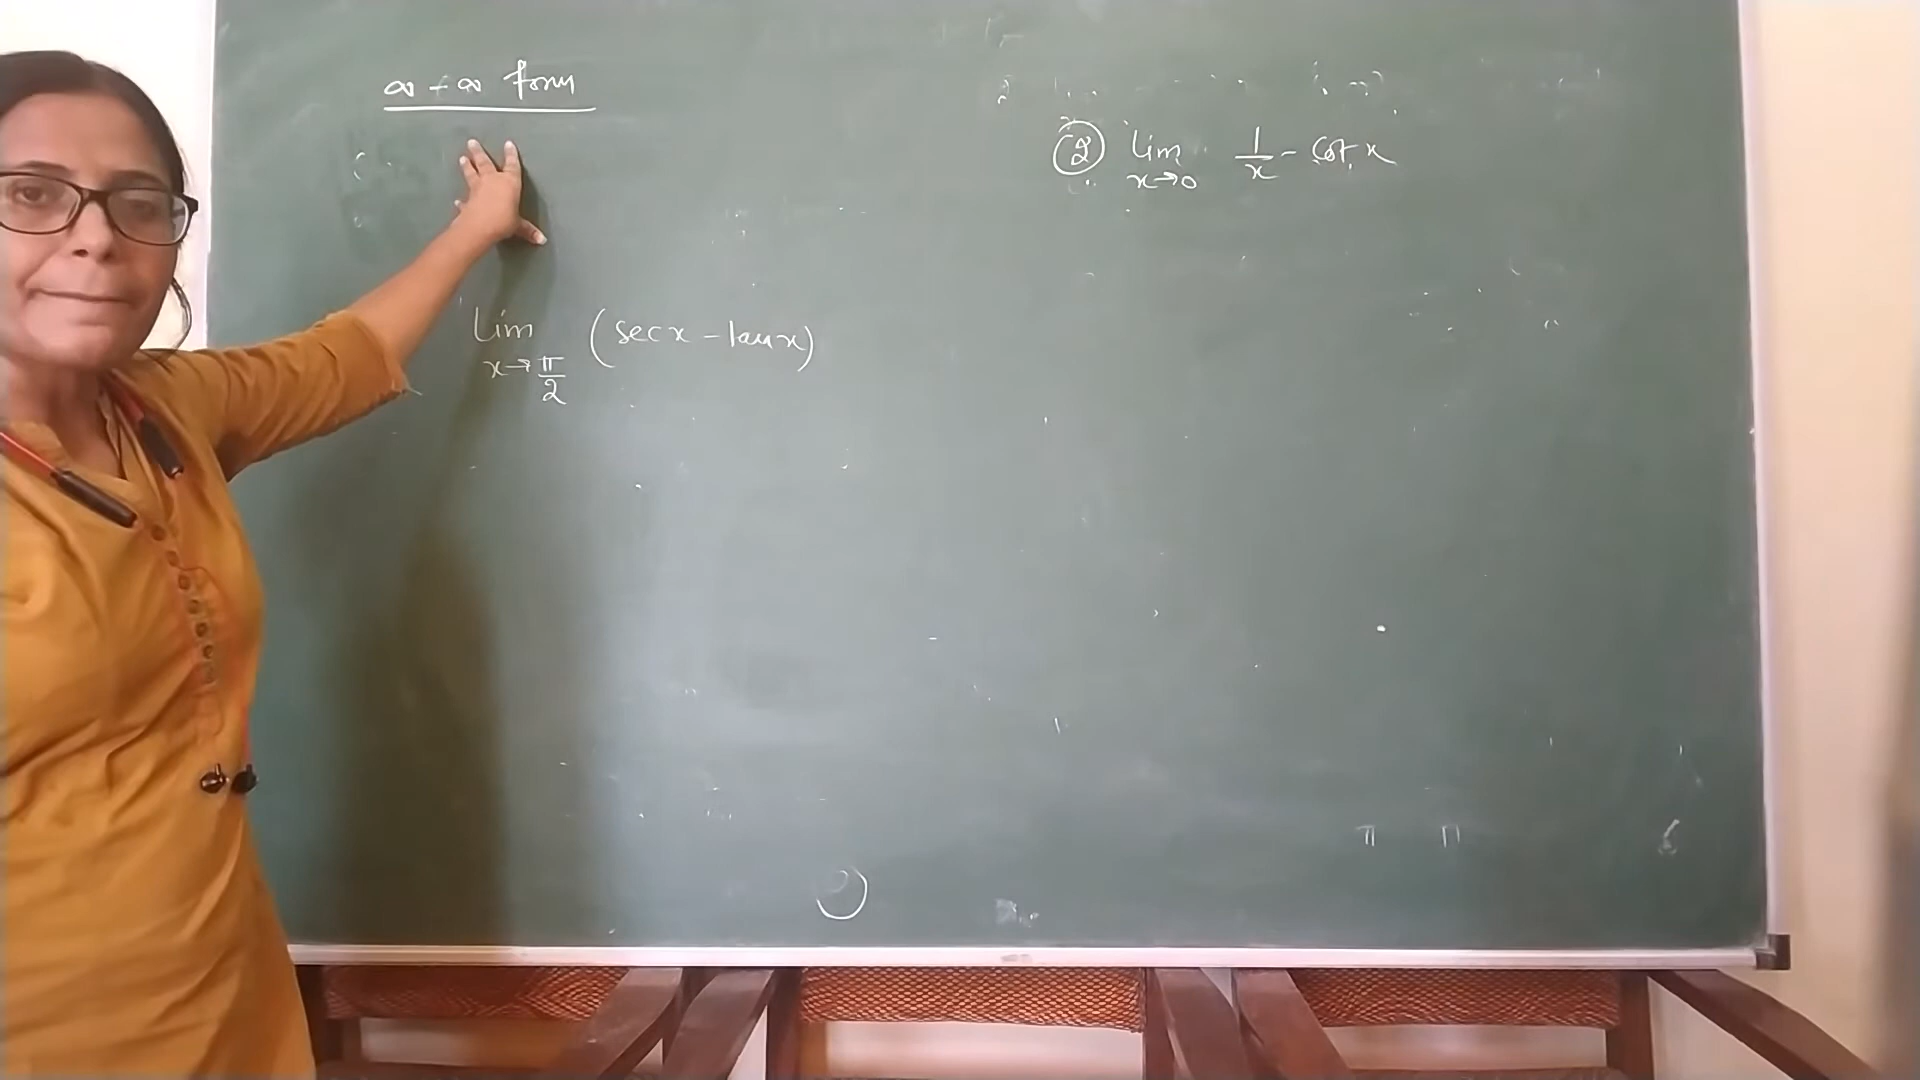 ∞ - ∞ form
lim (sec x - tan x)
x→π/2
② lim 1/x - cot x
x→0